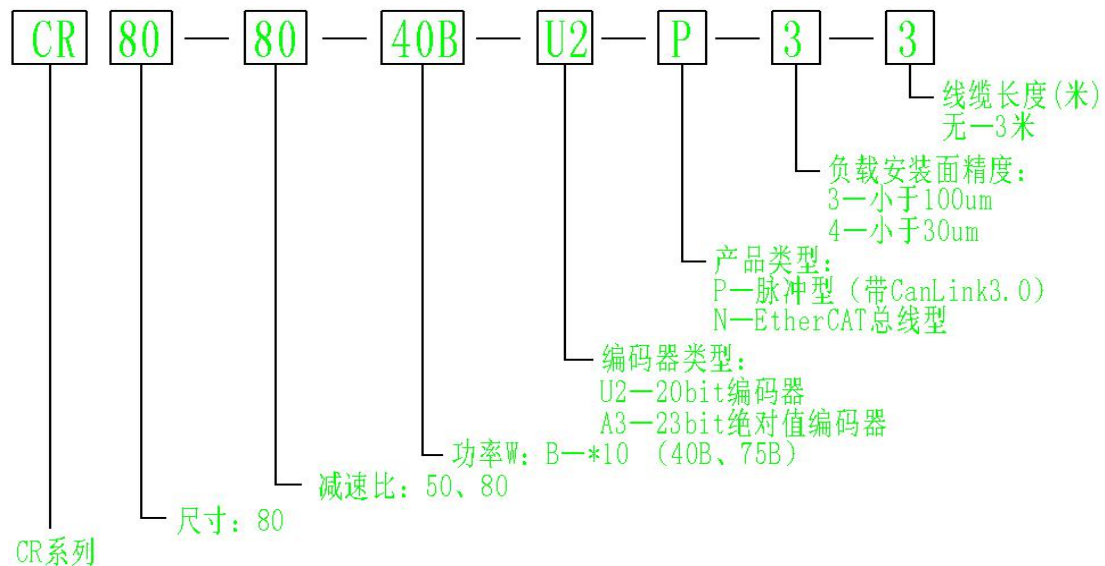 CR 80 — 80 — 40B — U2 — P — 3 — 3
线缆长度(米)
无—3米
负载安装面精度:
3—小于100um
4—小于30um
产品类型:
P—脉冲型 (带CanLink3.0)
N—EtherCAT总线型
编码器类型:
U2—20bit编码器
A3—23bit绝对值编码器
功率W: B—*10 (40B、75B)
减速比: 50、80
尺寸: 80
CR系列